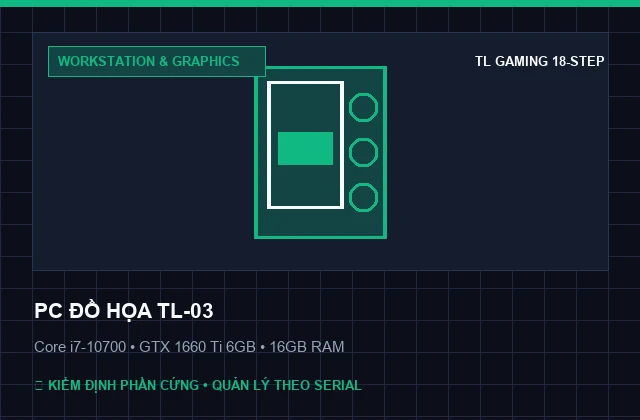 WORKSTATION & GRAPHICS
TL GAMING 18-STEP
PC ĐỒ HỌA TL-03
Core i7-10700 • GTX 1660 Ti 6GB • 16GB RAM
KIỂM ĐỊNH PHẦN CỨNG • QUẢN LÝ THEO SERIAL